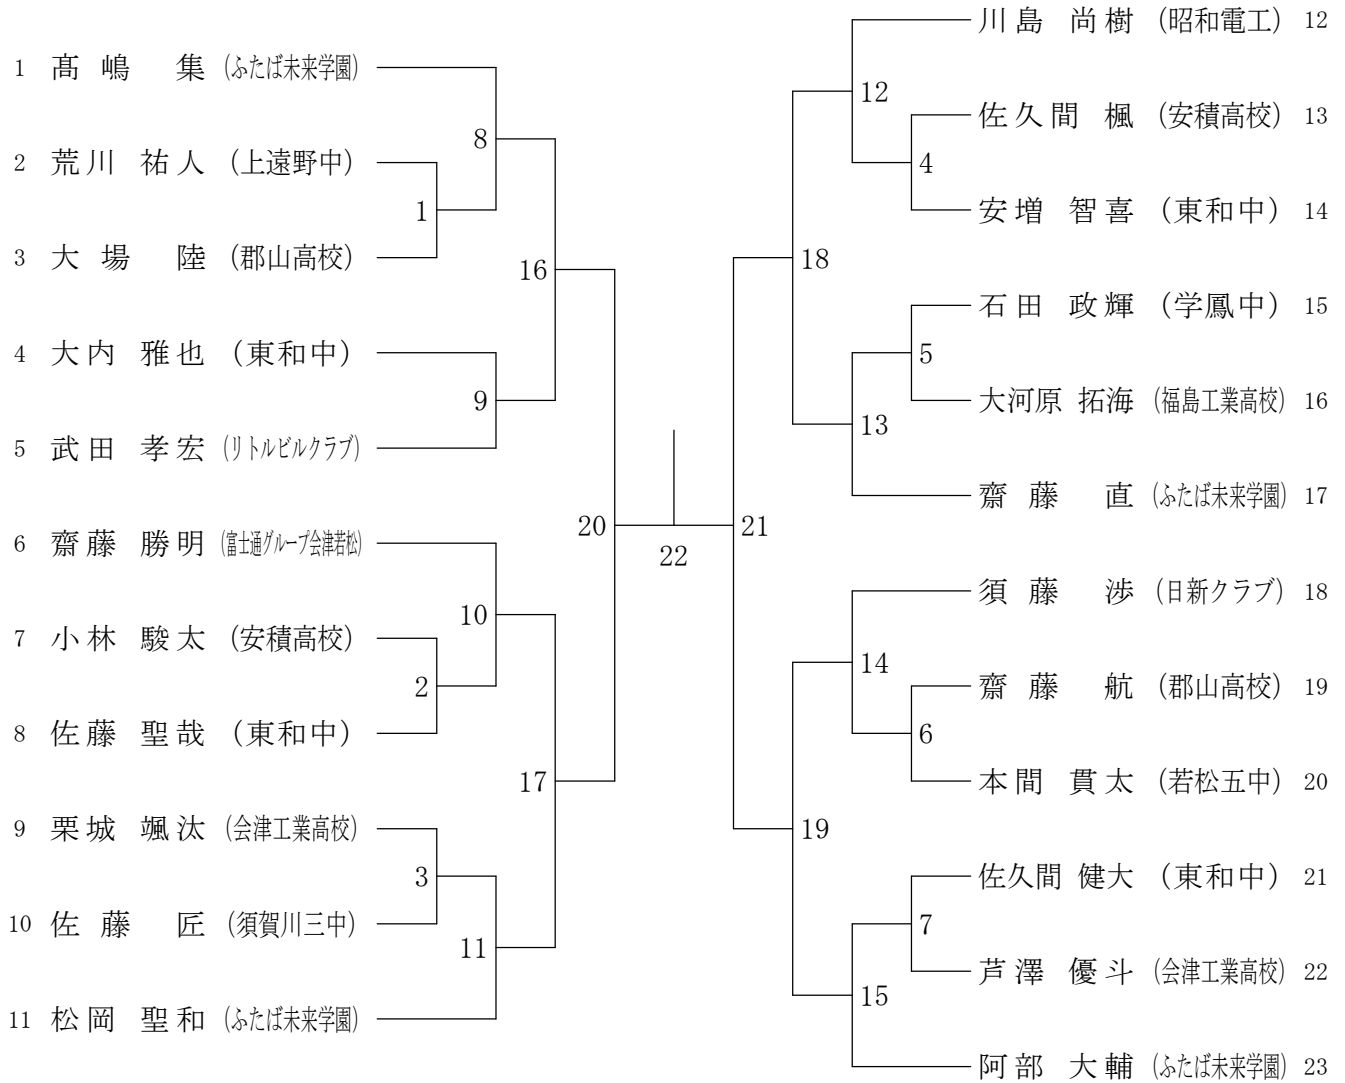 1 髙嶋 集 (ふたば未来学園)
2 荒川 祐人 (上遠野中)
3 大場 陸 (郡山高校)
4 大内 雅也 (東和中)
5 武田 孝宏 (リトルビルクラブ)
6 齋藤 勝明 (富士通グループ会津若松)
7 小林 駿太 (安積高校)
8 佐藤 聖哉 (東和中)
9 栗城 颯汰 (会津工業高校)
10 佐藤 匠 (須賀川三中)
11 松岡 聖和 (ふたば未来学園)
8
1
16
9
10
2
17
3
11
20
22
21
12
4
18
5
13
14
6
19
7
15
川島 尚樹 (昭和電工) 12
佐久間 楓 (安積高校) 13
安増 智喜 (東和中) 14
石田 政輝 (学鳳中) 15
大河原 拓海 (福島工業高校) 16
齋藤 直 (ふたば未来学園) 17
須藤 渉 (日新クラブ) 18
齋藤 航 (郡山高校) 19
本間 貫太 (若松五中) 20
佐久間 健大 (東和中) 21
芦澤 優斗 (会津工業高校) 22
阿部 大輔 (ふたば未来学園) 23